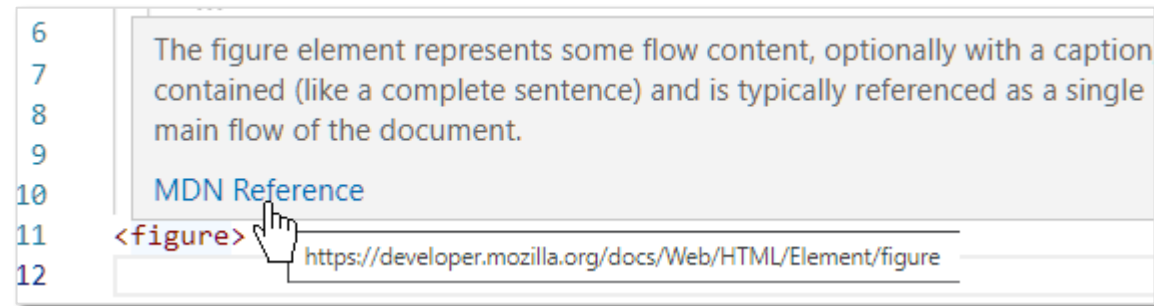 6
The figure element represents some flow content, optionally with a caption
7
contained (like a complete sentence) and is typically referenced as a single
8
main flow of the document.
9
10 MDN Reference
11 <figure>
https://developer.mozilla.org/docs/Web/HTML/Element/figure
12